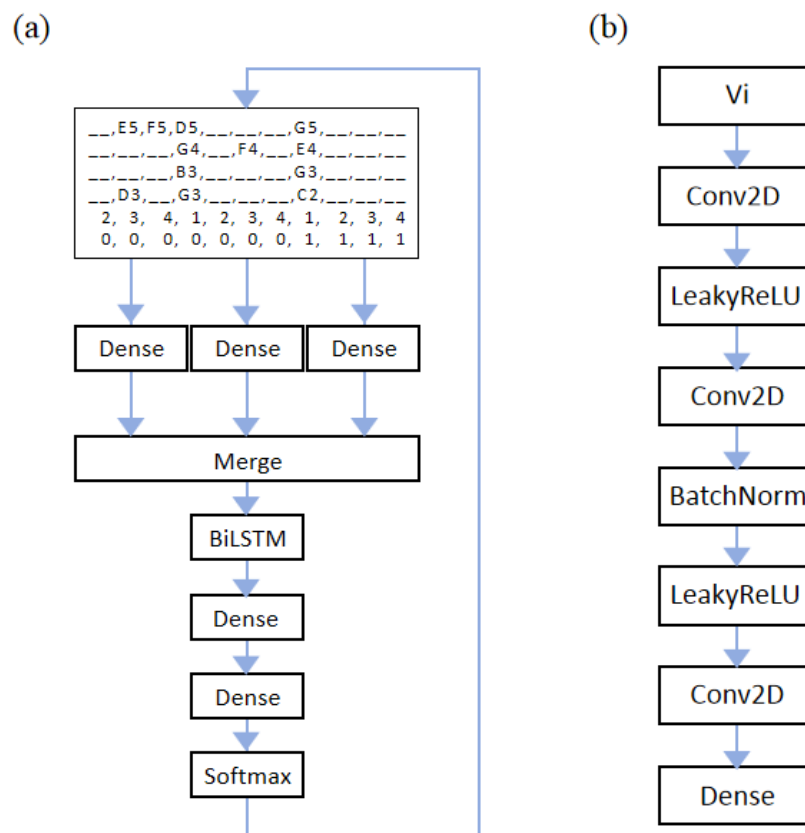 (a)
__,E5,F5,D5,__,__,__,G5,__,__,__
__,__,__,G4,__,F4,__,E4,__,__,__
__,__,__,B3,__,__,__,G3,__,__,__
__,D3,__,G3,__,__,__,C2,__,__,__
2, 3, 4, 1, 2, 3, 4, 1, 2, 3, 4
0, 0, 0, 0, 0, 0, 0, 1, 1, 1, 1
Dense Dense Dense
Merge
BiLSTM
Dense
Dense
Softmax
(b)
Vi
Conv2D
LeakyReLU
Conv2D
BatchNorm
LeakyReLU
Conv2D
Dense